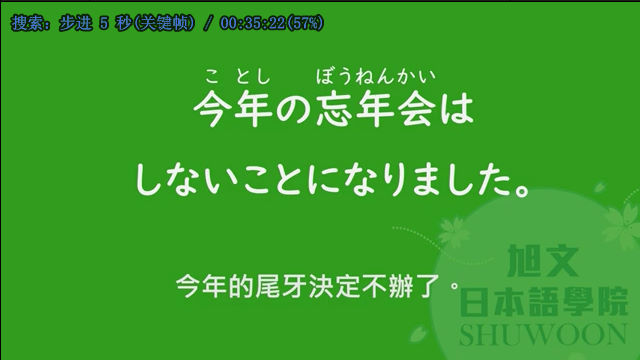 搜索: 步进 5 秒(关键帧) / 00:35:22(57%)
ことし ぼうねんかい
今年の忘年会は
しないことになりました。
今年的尾牙決定不辦了。
旭文
日本語學院
SHUWOON